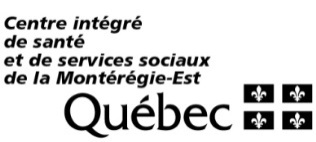 Centre intégré
de santé
et de services sociaux
de la Montérégie-Est
Québec